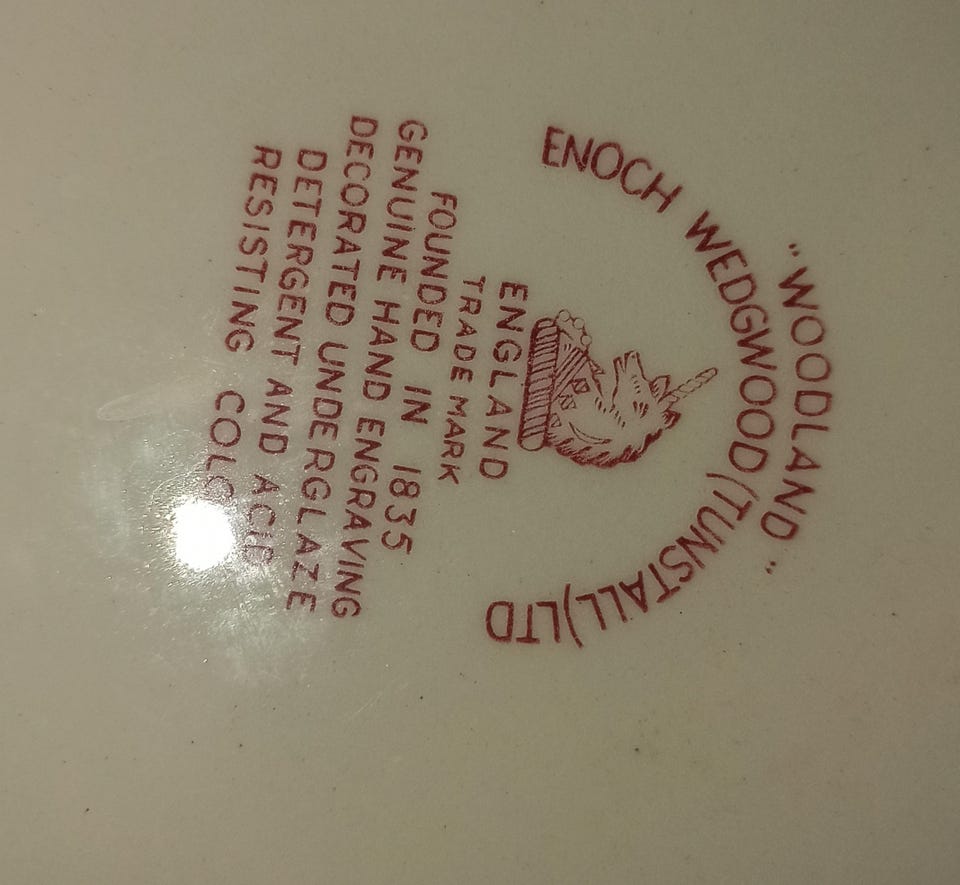 "WOODLAND"
ENOCH WEDGWOOD (TUNSTALL) LTD
ENGLAND
TRADE MARK
FOUNDED IN 1835
GENUINE HAND ENGRAVING
DECORATED UNDERGLAZE
DETERGENT AND ACID
RESISTING